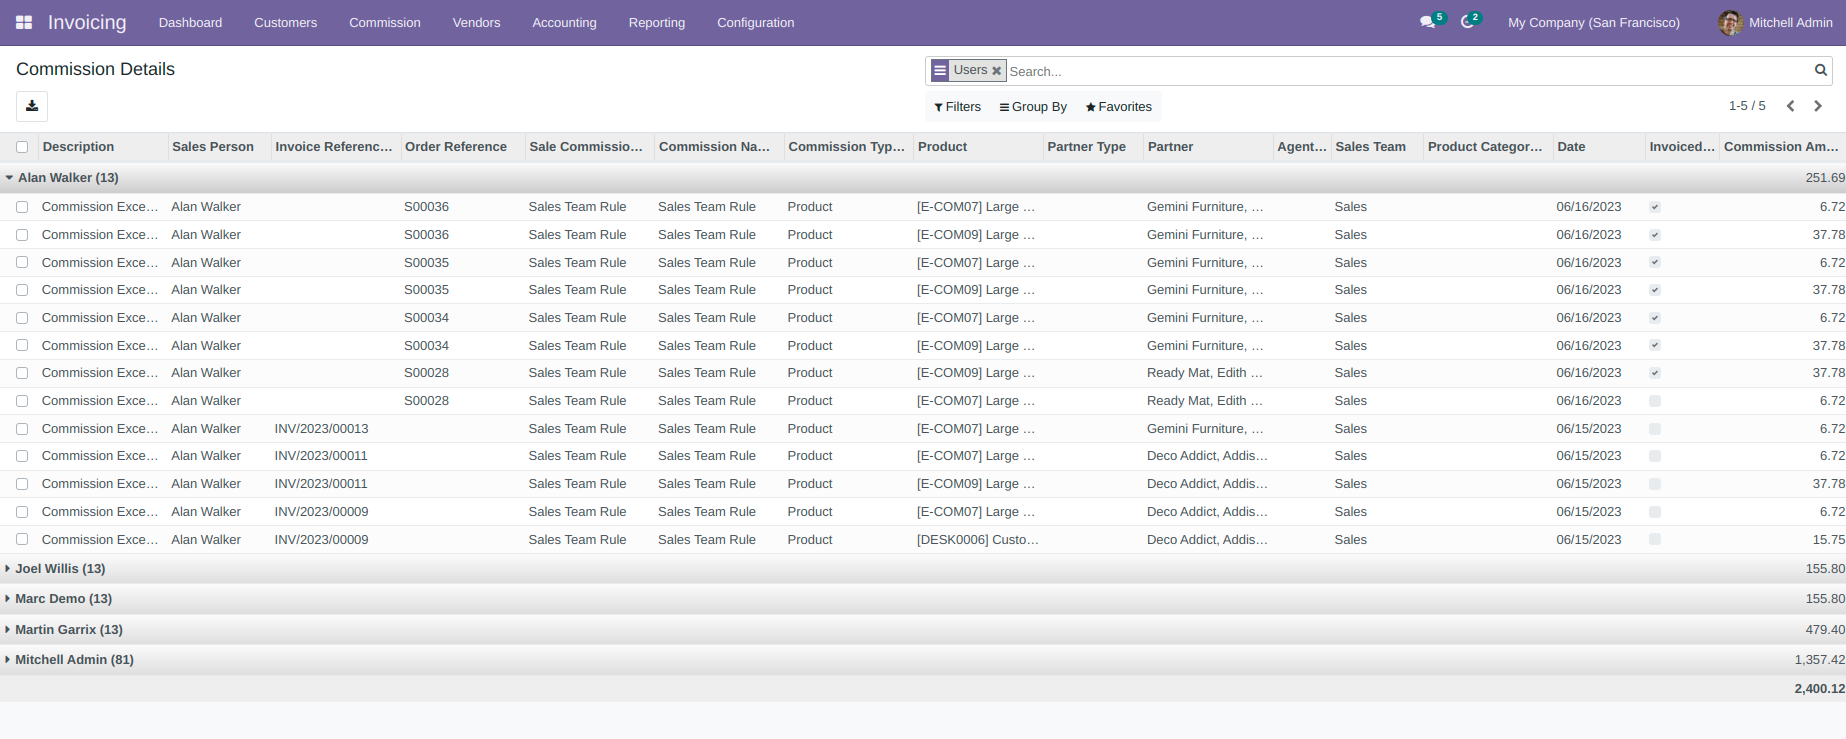 Invoicing Dashboard Customers Commission Vendors Accounting Reporting Configuration 5 2 My Company (San Francisco) Mitchell Admin
Commission Details Users Search...
Filters Group By Favorites 1-5 / 5
Description Sales Person Invoice Referenc... Order Reference Sale Commissio... Commission Na... Commission Typ... Product Partner Type Partner Agent... Sales Team Product Categor... Date Invoiced... Commission Am...
Alan Walker (13) 251.69
Commission Exce... Alan Walker S00036 Sales Team Rule Sales Team Rule Product [E-COM07] Large ... Gemini Furniture, ... Sales 06/16/2023 6.72
Commission Exce... Alan Walker S00036 Sales Team Rule Sales Team Rule Product [E-COM09] Large ... Gemini Furniture, ... Sales 06/16/2023 37.78
Commission Exce... Alan Walker S00035 Sales Team Rule Sales Team Rule Product [E-COM07] Large ... Gemini Furniture, ... Sales 06/16/2023 6.72
Commission Exce... Alan Walker S00035 Sales Team Rule Sales Team Rule Product [E-COM09] Large ... Gemini Furniture, ... Sales 06/16/2023 37.78
Commission Exce... Alan Walker S00034 Sales Team Rule Sales Team Rule Product [E-COM07] Large ... Gemini Furniture, ... Sales 06/16/2023 6.72
Commission Exce... Alan Walker S00034 Sales Team Rule Sales Team Rule Product [E-COM09] Large ... Gemini Furniture, ... Sales 06/16/2023 37.78
Commission Exce... Alan Walker S00028 Sales Team Rule Sales Team Rule Product [E-COM09] Large ... Ready Mat, Edith ... Sales 06/16/2023 37.78
Commission Exce... Alan Walker S00028 Sales Team Rule Sales Team Rule Product [E-COM07] Large ... Ready Mat, Edith ... Sales 06/16/2023 6.72
Commission Exce... Alan Walker INV/2023/00013 Sales Team Rule Sales Team Rule Product [E-COM07] Large ... Gemini Furniture, ... Sales 06/15/2023 6.72
Commission Exce... Alan Walker INV/2023/00011 Sales Team Rule Sales Team Rule Product [E-COM07] Large ... Deco Addict, Addis... Sales 06/15/2023 6.72
Commission Exce... Alan Walker INV/2023/00011 Sales Team Rule Sales Team Rule Product [E-COM09] Large ... Deco Addict, Addis... Sales 06/15/2023 37.78
Commission Exce... Alan Walker INV/2023/00009 Sales Team Rule Sales Team Rule Product [E-COM07] Large ... Deco Addict, Addis... Sales 06/15/2023 6.72
Commission Exce... Alan Walker INV/2023/00009 Sales Team Rule Sales Team Rule Product [DESK0006] Custo... Deco Addict, Addis... Sales 06/15/2023 15.75
Joel Willis (13) 155.80
Marc Demo (13) 155.80
Martin Garrix (13) 479.40
Mitchell Admin (81) 1,357.42
2,400.12